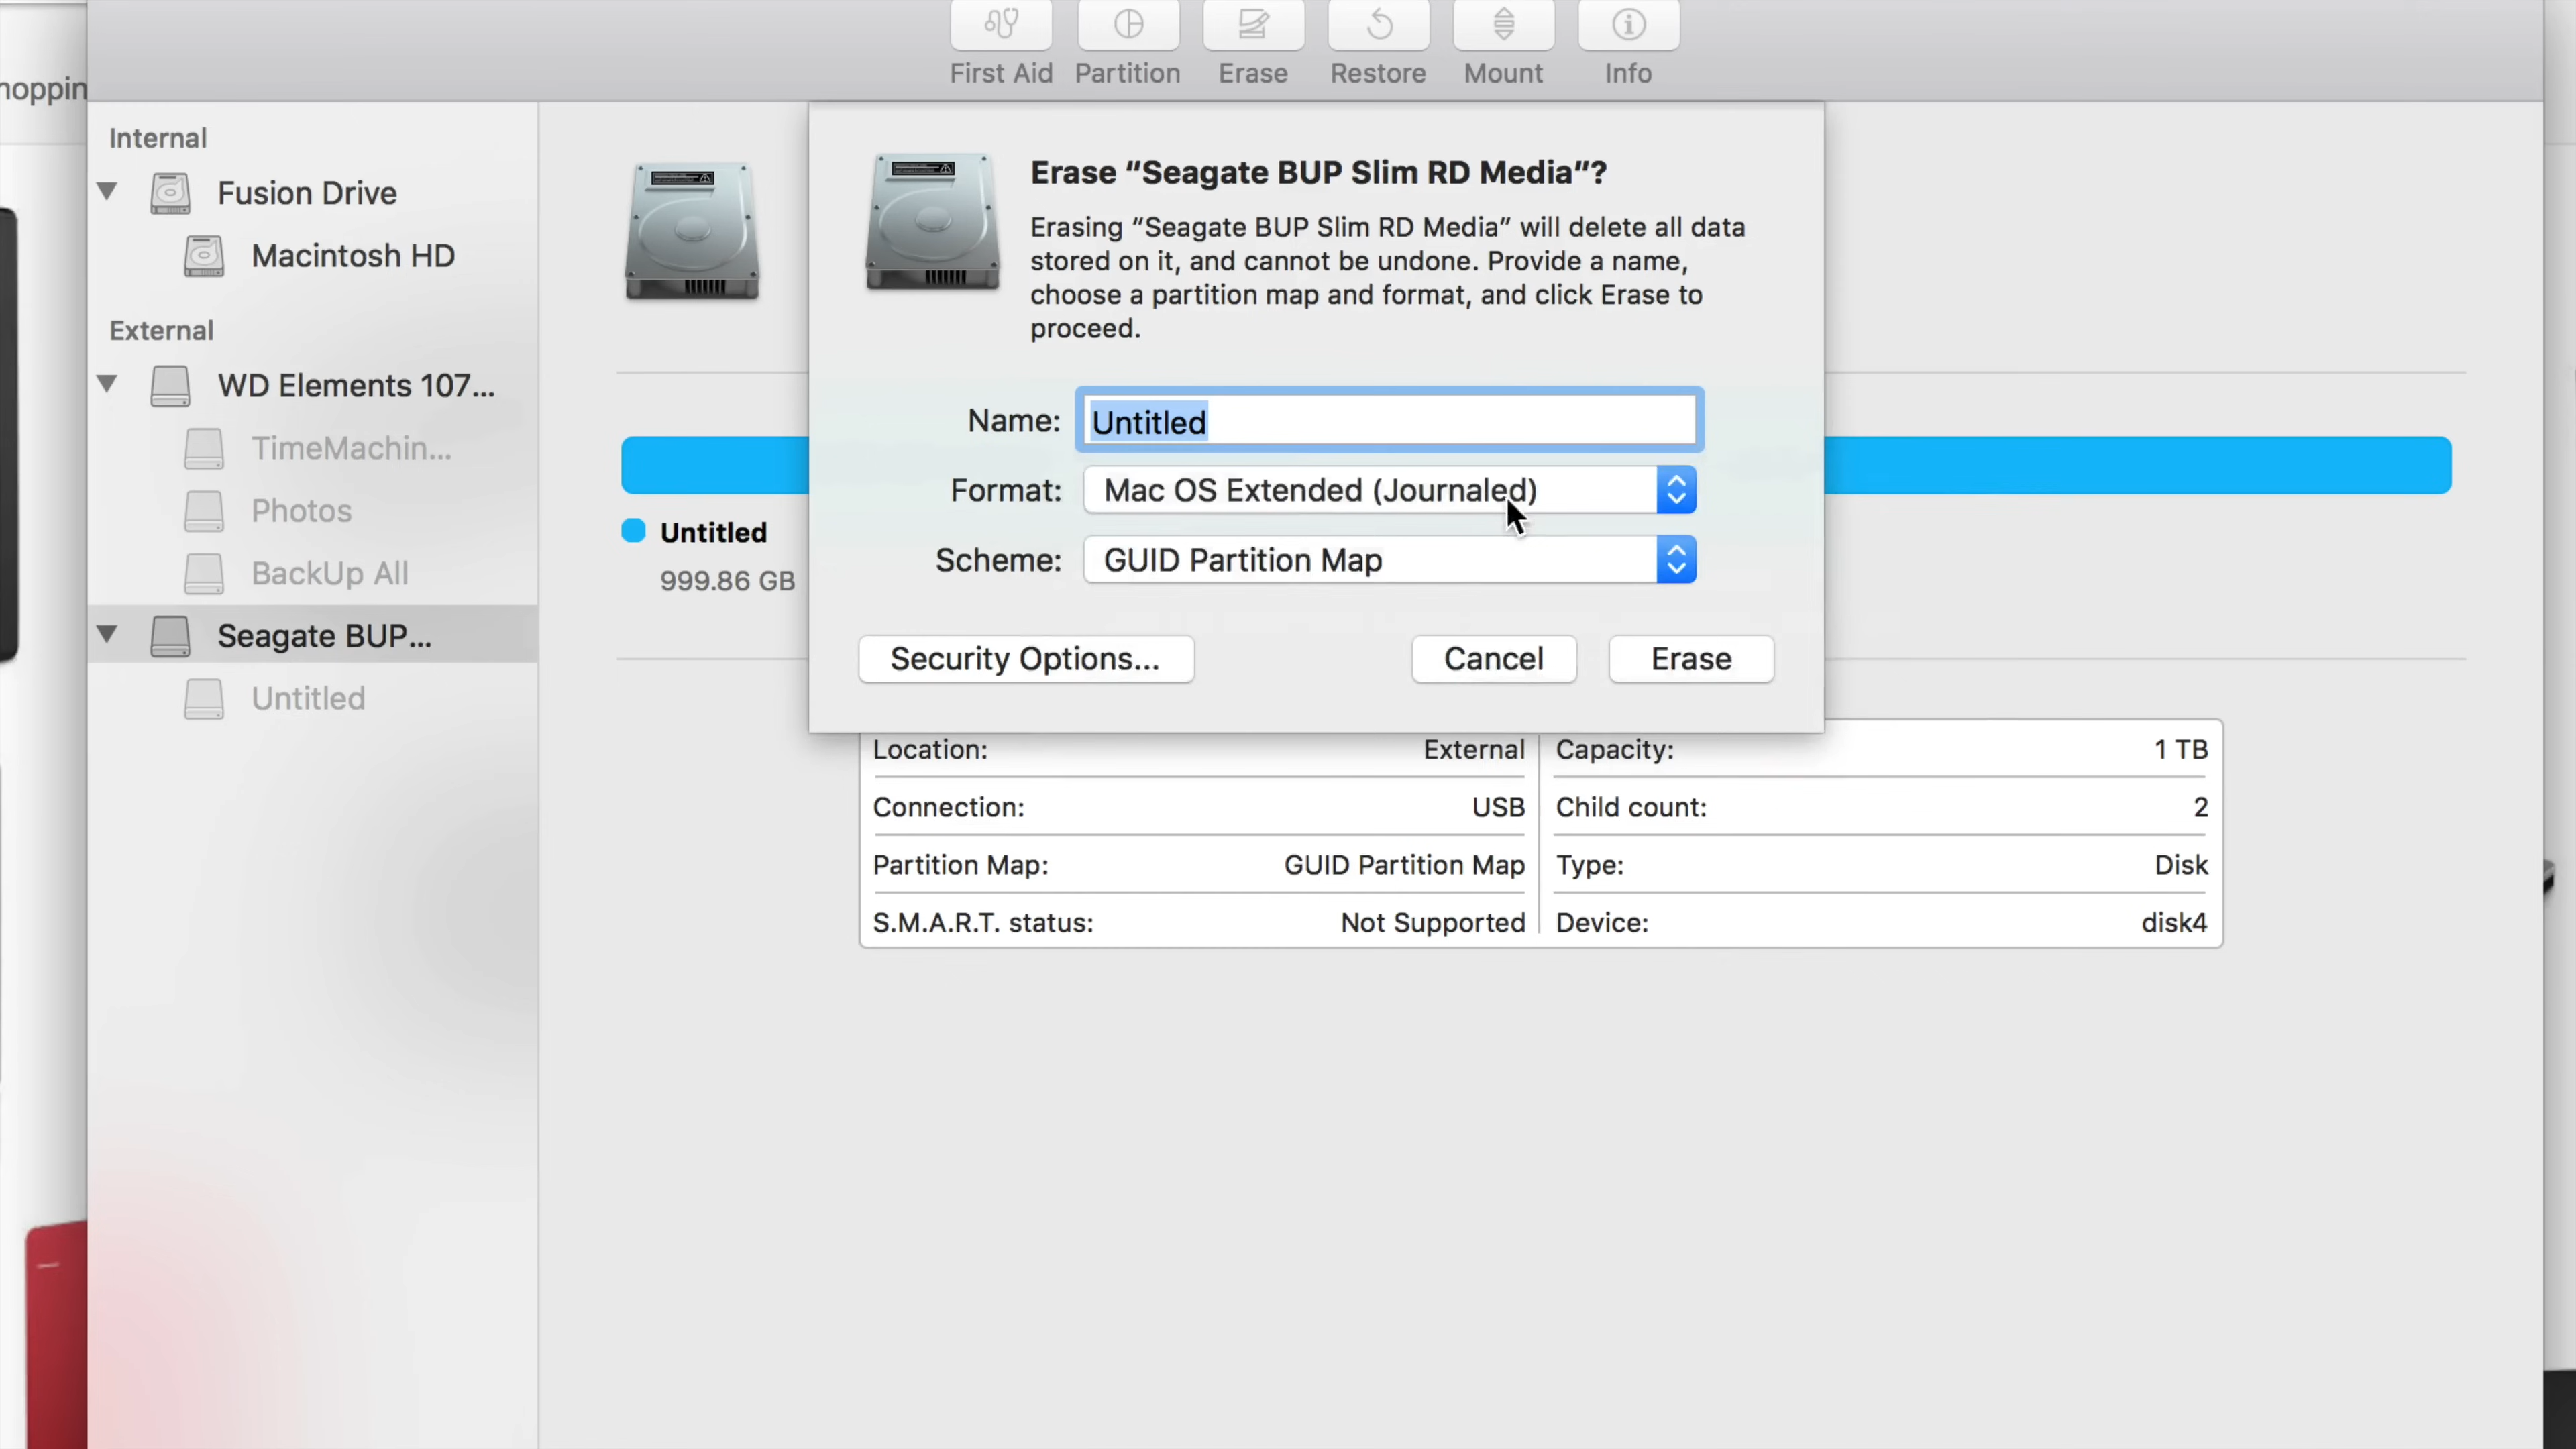 First Aid
Partition
Erase
Restore
Mount
Info
Internal
Fusion Drive
Macintosh HD
External
WD Elements 107...
TimeMachin...
Photos
BackUp All
Seagate BUP...
Untitled
Untitled
999.86 GB
Erase “Seagate BUP Slim RD Media”?
Erasing “Seagate BUP Slim RD Media” will delete all data
stored on it, and cannot be undone. Provide a name,
choose a partition map and format, and click Erase to
proceed.
Name: Untitled
Format: Mac OS Extended (Journaled)
Scheme: GUID Partition Map
Security Options...
Cancel
Erase
Location: External
Connection: USB
Partition Map: GUID Partition Map
S.M.A.R.T. status: Not Supported
Capacity: 1 TB
Child count: 2
Type: Disk
Device: disk4